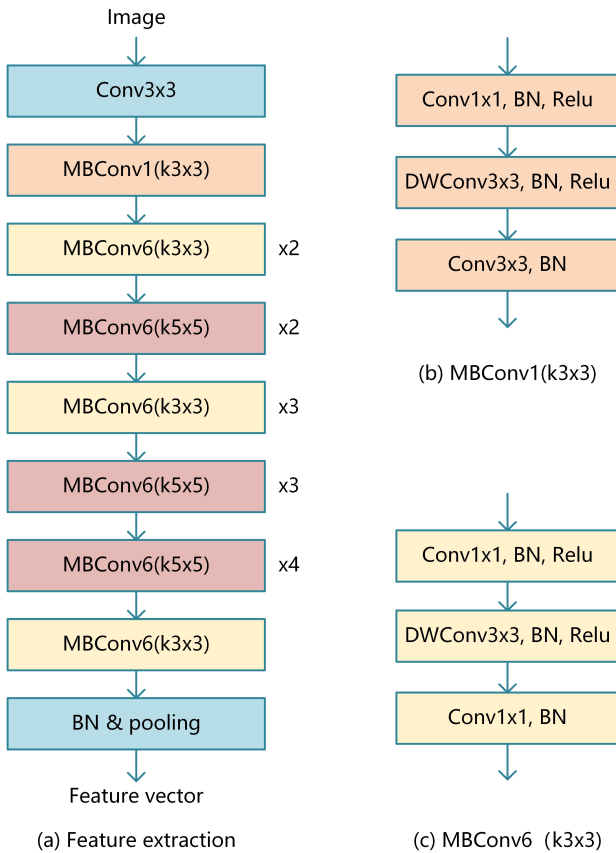 Image
Conv3x3
MBConv1(k3x3)
MBConv6(k3x3) x2
MBConv6(k5x5) x2
MBConv6(k3x3) x3
MBConv6(k5x5) x3
MBConv6(k5x5) x4
MBConv6(k3x3)
BN & pooling
Feature vector
(a) Feature extraction
Conv1x1, BN, Relu
DWConv3x3, BN, Relu
Conv3x3, BN
(b) MBConv1(k3x3)
Conv1x1, BN, Relu
DWConv3x3, BN, Relu
Conv1x1, BN
(c) MBConv6（k3x3)